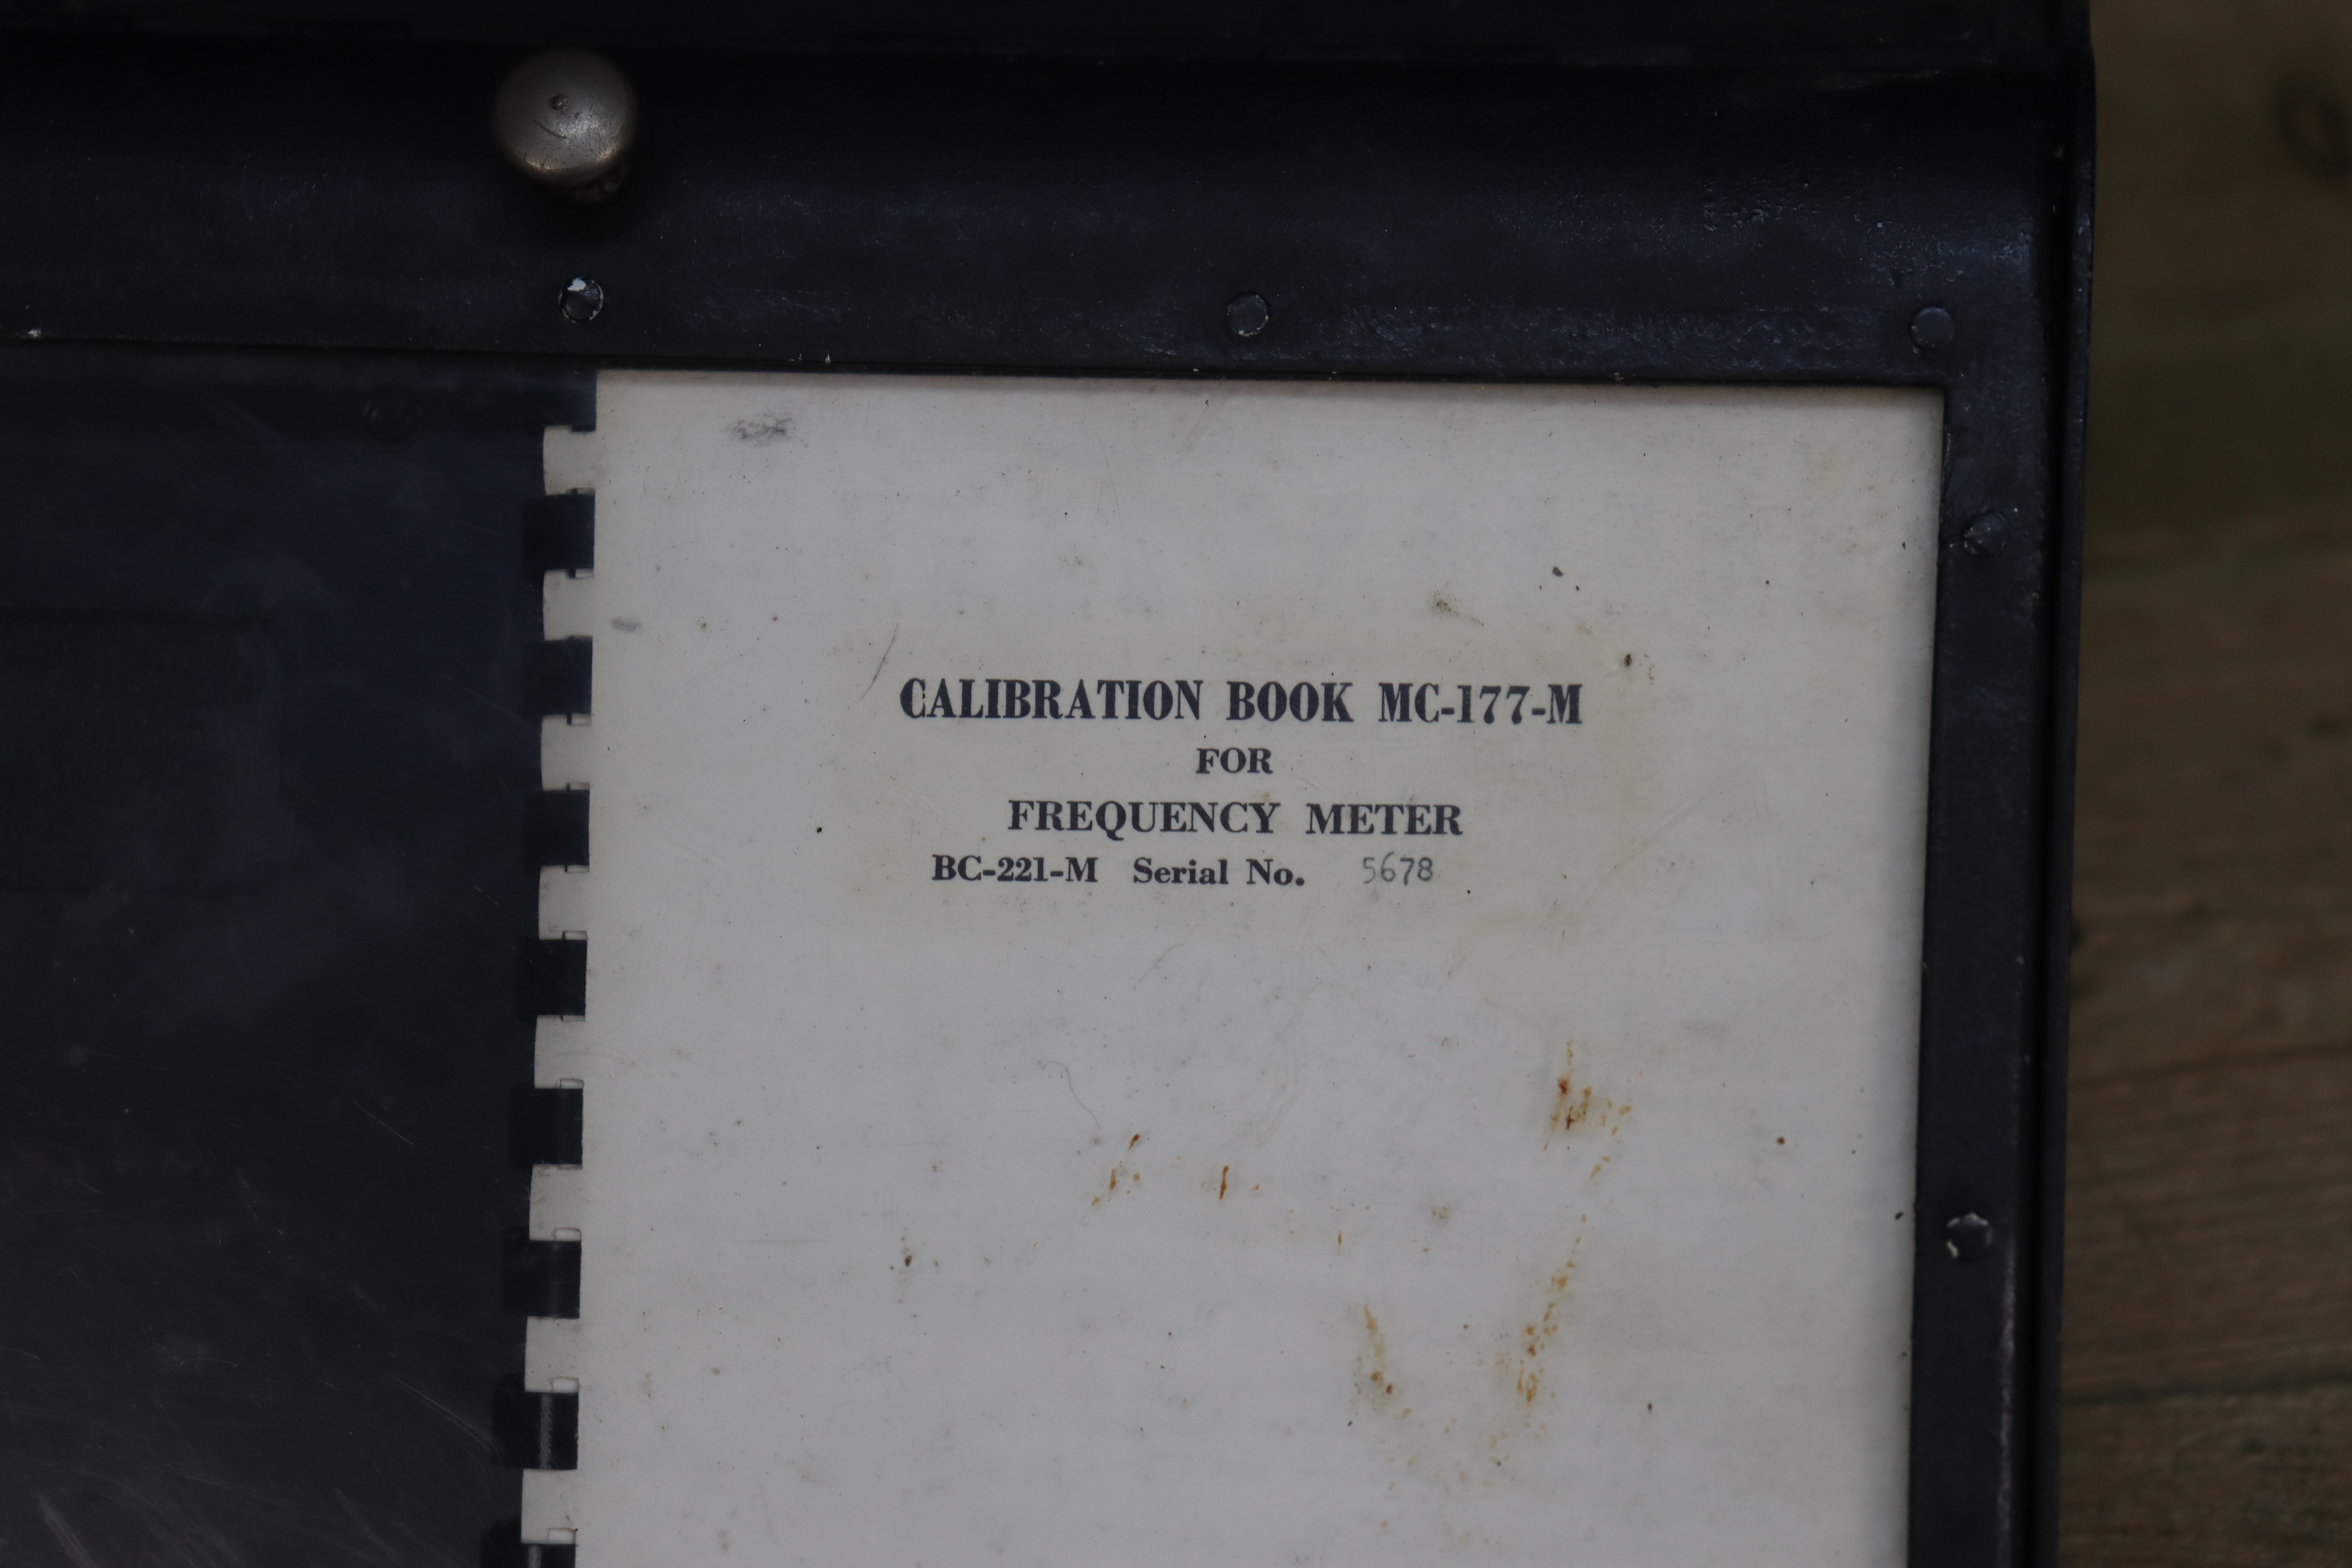 CALIBRATION BOOK MC-177-M
FOR
FREQUENCY METER
BC-221-M Serial No. 5678